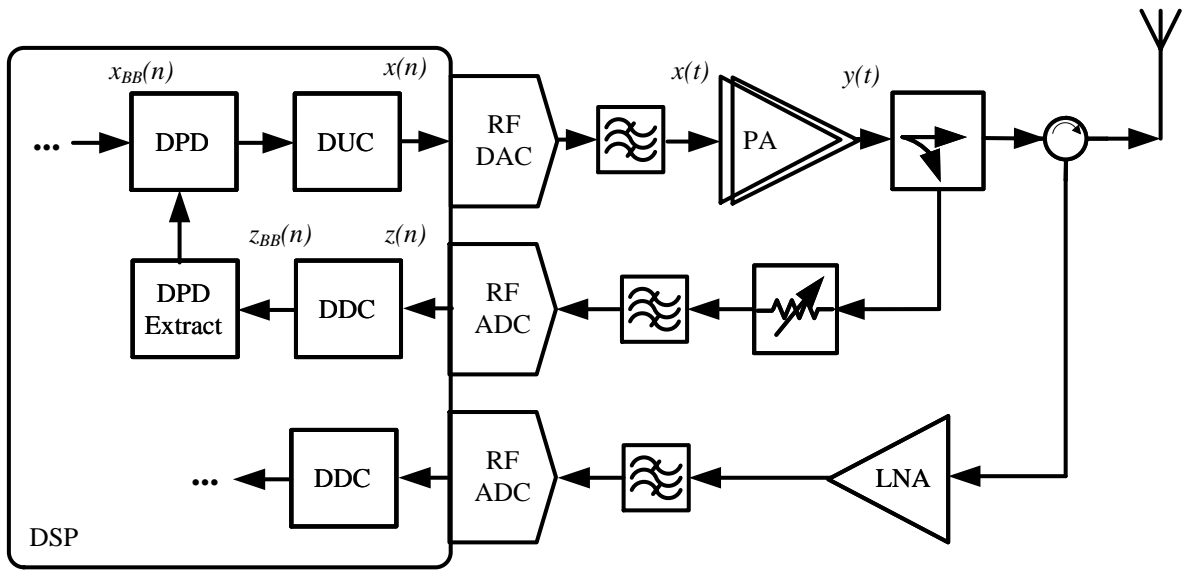 x_BB(n)
x(n)
x(t)
y(t)
...
DPD
DUC
RF
DAC
PA
z_BB(n)
z(n)
DPD
Extract
DDC
RF
ADC
...
DDC
RF
ADC
LNA
DSP